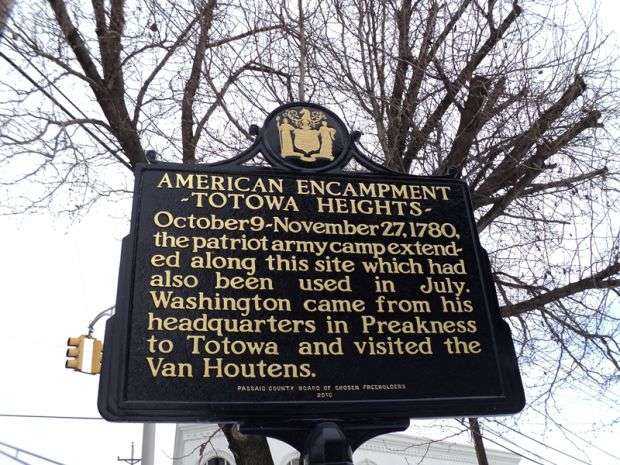 AMERICAN ENCAMPMENT
-TOTOWA HEIGHTS-
October 9-November 27, 1780,
the patriot army camp extend-
ed along this site which had
also been used in July.
Washington came from his
headquarters in Preakness
to Totowa and visited the
Van Houtens.
PASSAIC COUNTY BOARD OF CHOSEN FREEHOLDERS
2010